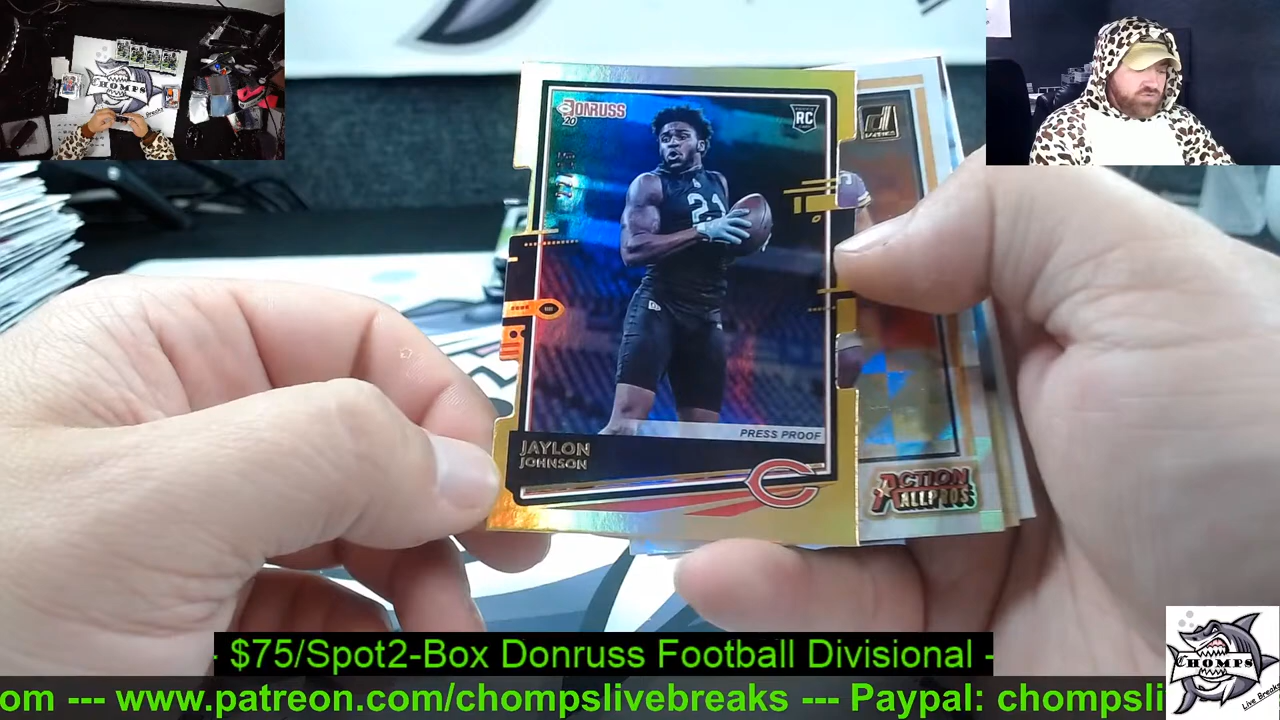 CHOMPS
DONRUSS
20
RC
21
PRESS PROOF
JAYLON
JOHNSON
ACTION
ALL PROS
- $75/Spot2-Box Donruss Football Divisional -
om --- www.patreon.com/chompslivebreaks --- Paypal: chompsli
CHOMPS
Live Breaks